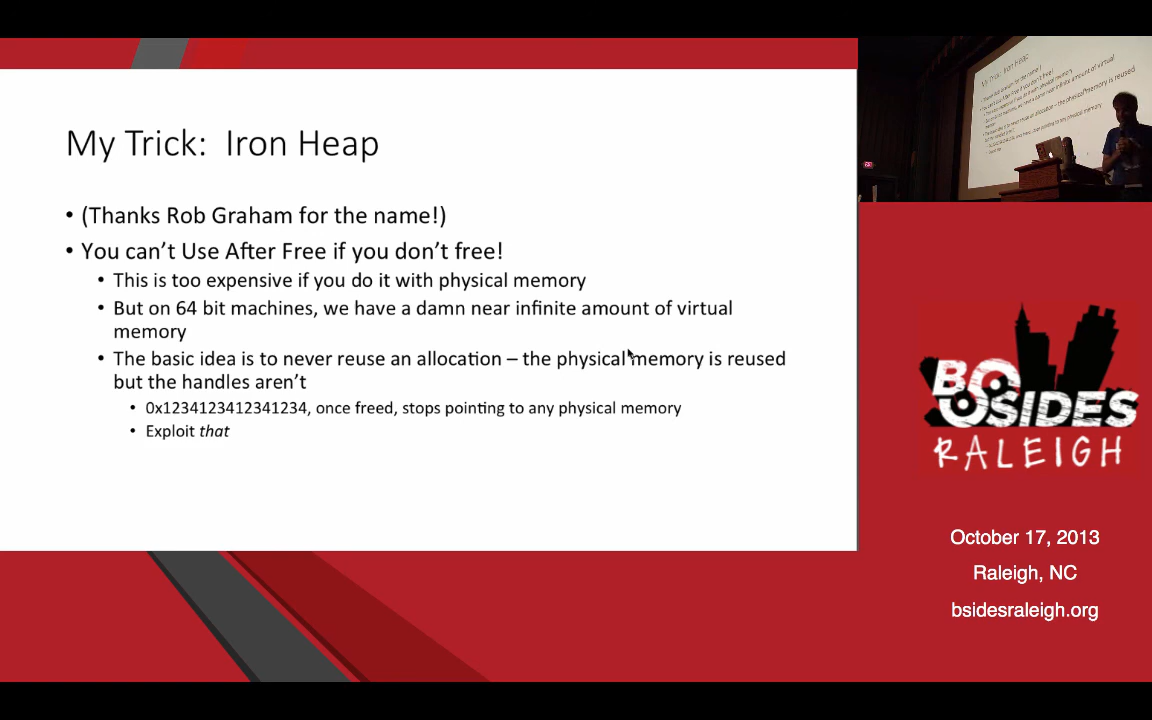 My Trick: Iron Heap
• (Thanks Rob Graham for the name!)
• You can't Use After Free if you don't free!
• This is too expensive if you do it with physical memory
• But on 64 bit machines, we have a damn near infinite amount of virtual
memory
• The basic idea is to never reuse an allocation – the physical memory is reused
but the handles aren't
• 0x1234123412341234, once freed, stops pointing to any physical memory
• Exploit that
My Trick: Iron Heap
BSIDES
RALEIGH
October 17, 2013
Raleigh, NC
bsidesraleigh.org